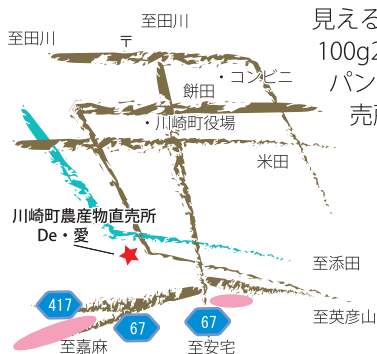 至田川
至田川
〒
見える
100g2
パン
売所
・コンビニ
餅田
・川崎町役場
米田
川崎町農産物直売所
De・愛
至添田
至英彦山
417
67
67
至嘉麻
至安宅